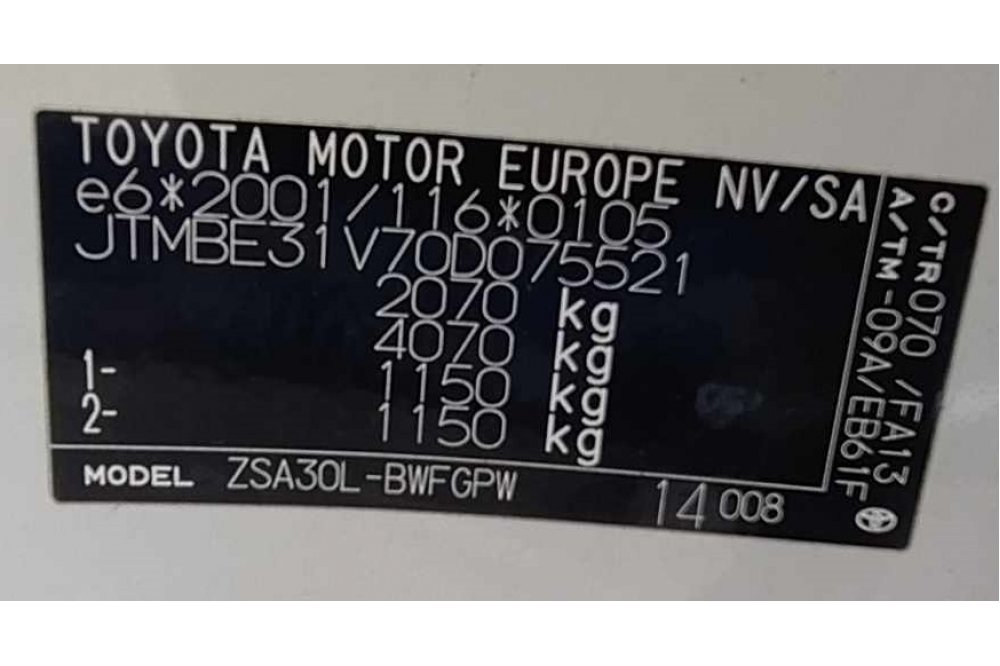 TOYOTA MOTOR EUROPE NV/SA
e6*2001/116*0105
JTMBE31V70D075521
2070 kg
4070 kg
1- 1150 kg
2- 1150 kg
MODEL ZSA30L-BWFGPW
14 008
C/TR 070 /FA13
A/TM -09A/EB61F